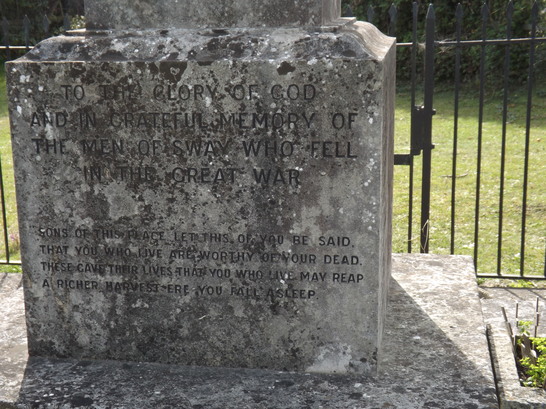 TO THE GLORY OF GOD
AND IN GRATEFUL MEMORY OF
THE MEN OF SWAY WHO FELL
IN THE GREAT WAR
SONS OF THIS PLACE, LET THIS, OF YOU BE SAID,
THAT YOU WHO LIVE ARE WORTHY OF YOUR DEAD,
THESE GAVE THEIR LIVES, THAT YOU WHO LIVE, MAY REAP
A RICHER HARVEST ERE YOU FALL ASLEEP